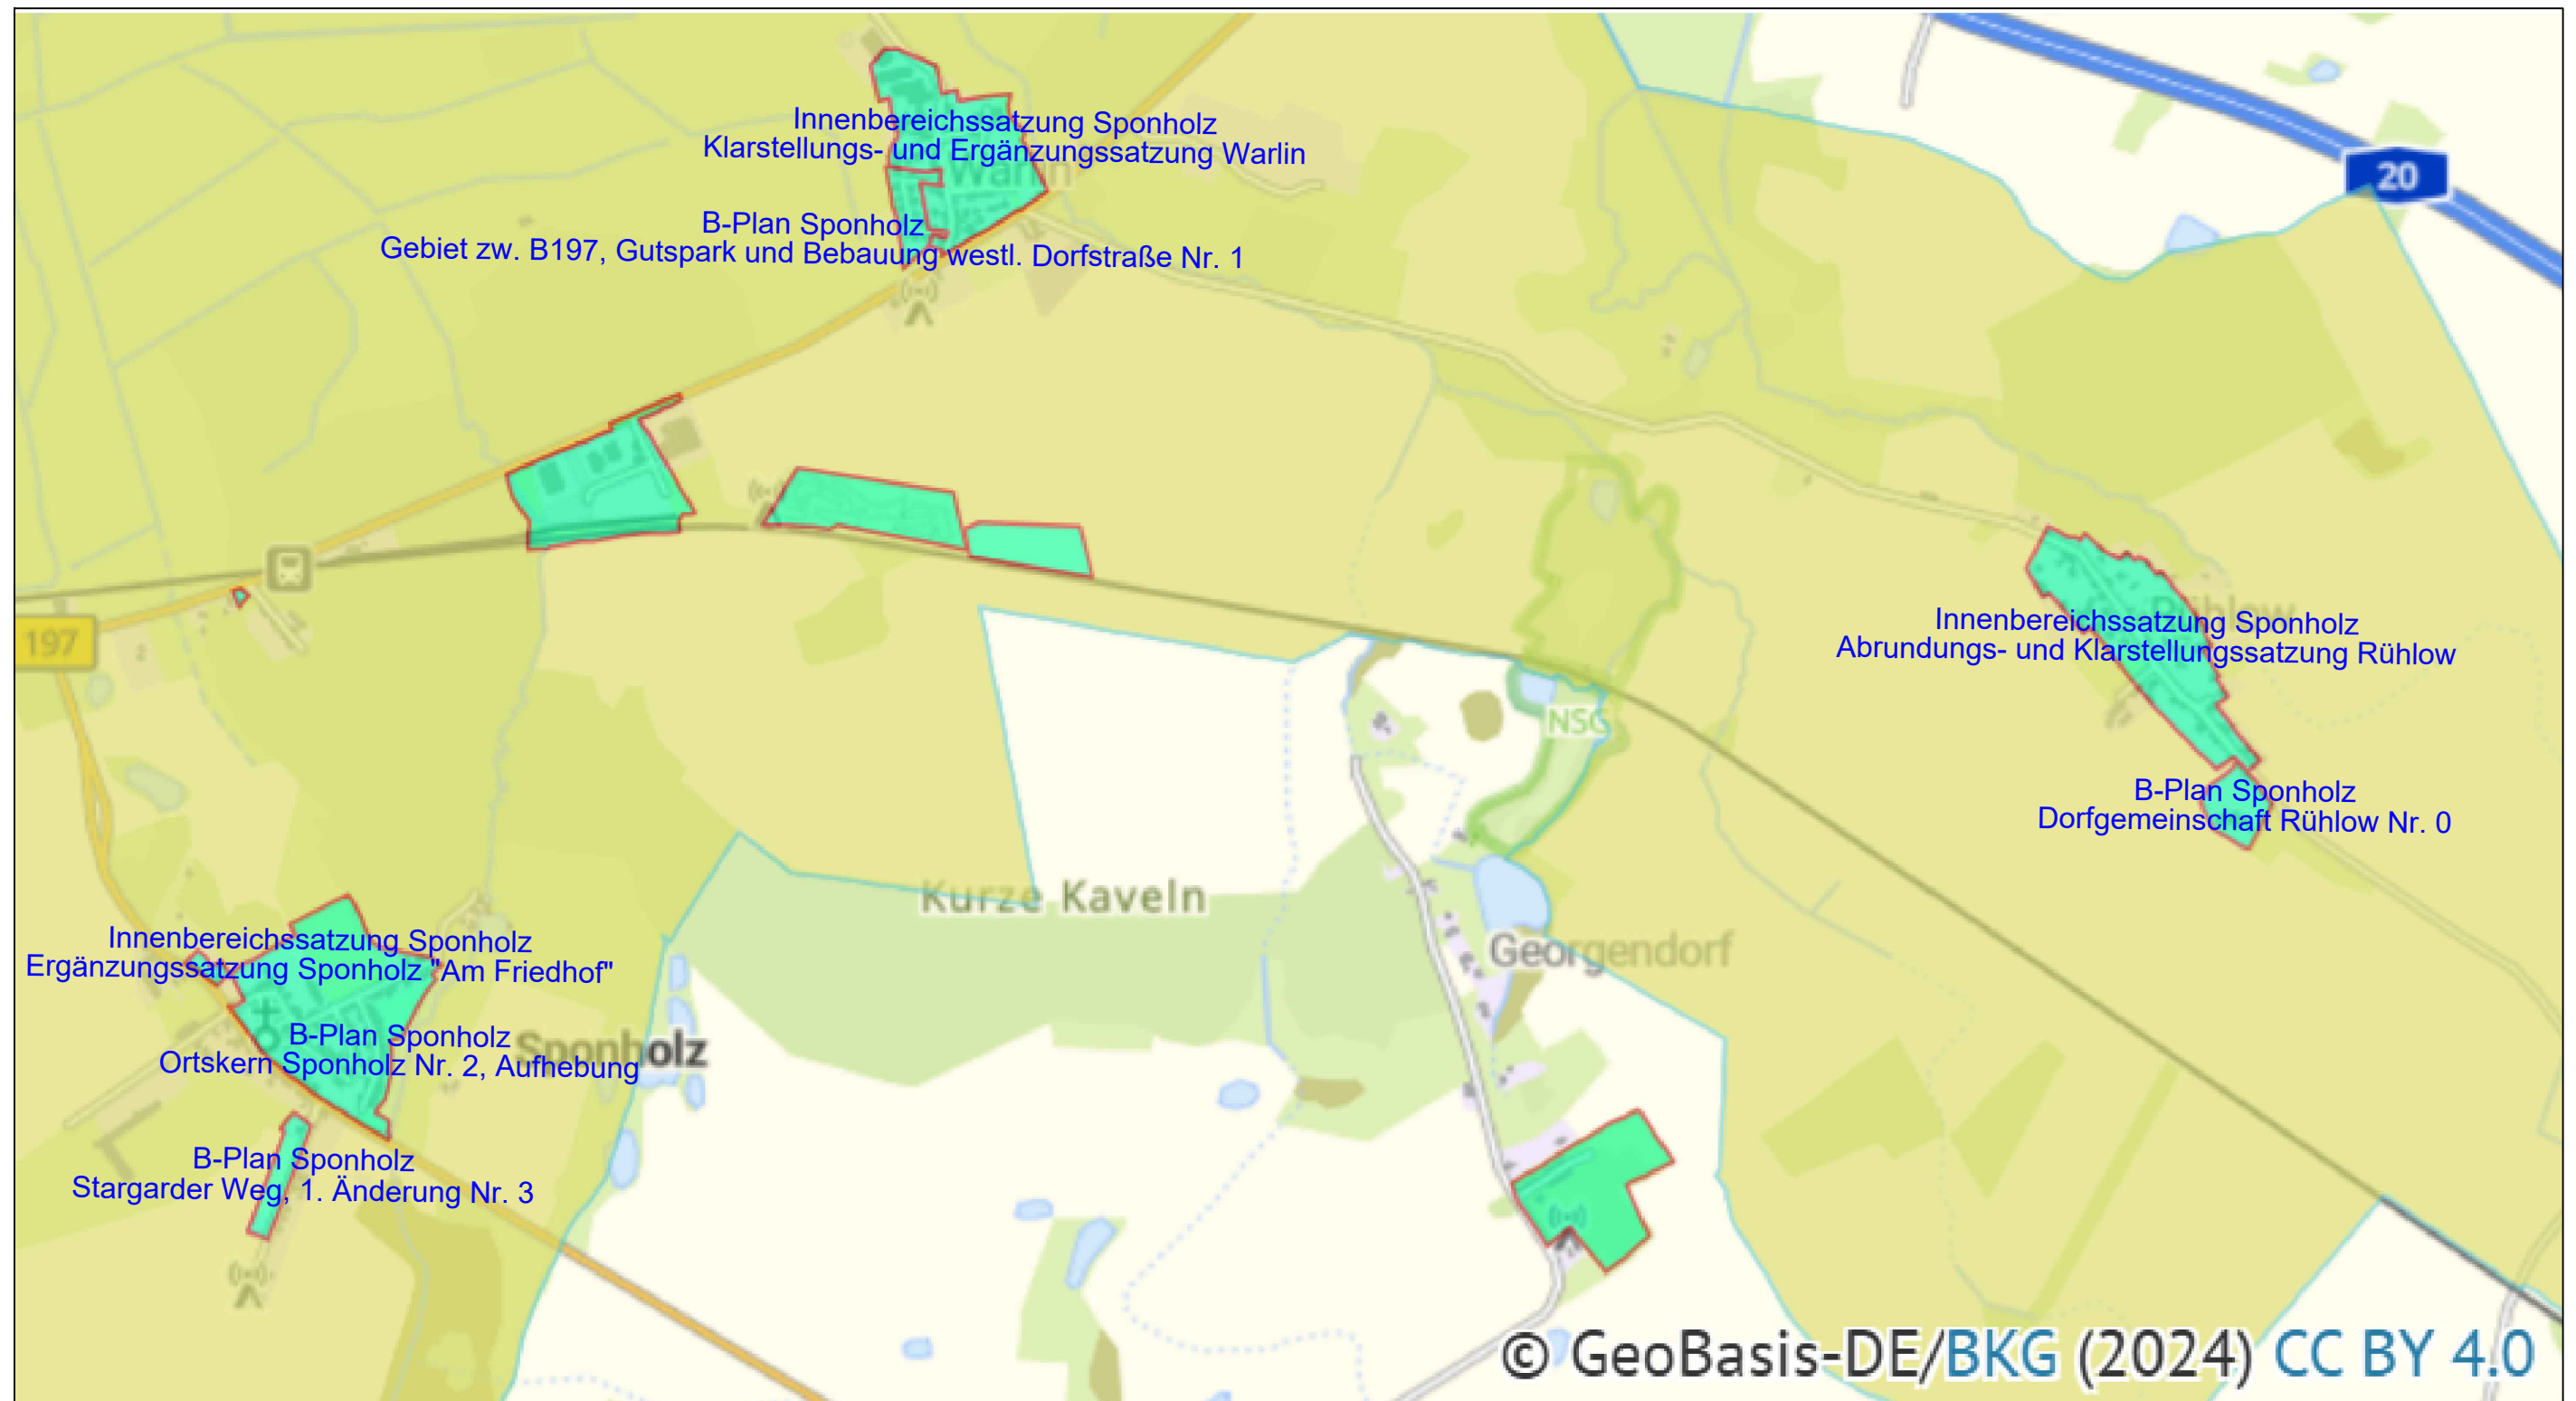 20
Innenbereichssatzung Sponholz
Klarstellungs- und Ergänzungssatzung Warlin
Warlin
B-Plan Sponholz
Gebiet zw. B197, Gutspark und Bebauung westl. Dorfstraße Nr. 1
197
Rühlow
Innenbereichssatzung Sponholz
Abrundungs- und Klarstellungssatzung Rühlow
NSG
B-Plan Sponholz
Dorfgemeinschaft Rühlow Nr. 0
Kurze Kaveln
Georgendorf
Innenbereichssatzung Sponholz
Ergänzungssatzung Sponholz "Am Friedhof"
B-Plan Sponholz
Ortskern Sponholz Nr. 2, Aufhebung
Sponholz
B-Plan Sponholz
Stargarder Weg, 1. Änderung Nr. 3
© GeoBasis-DE/BKG (2024) CC BY 4.0